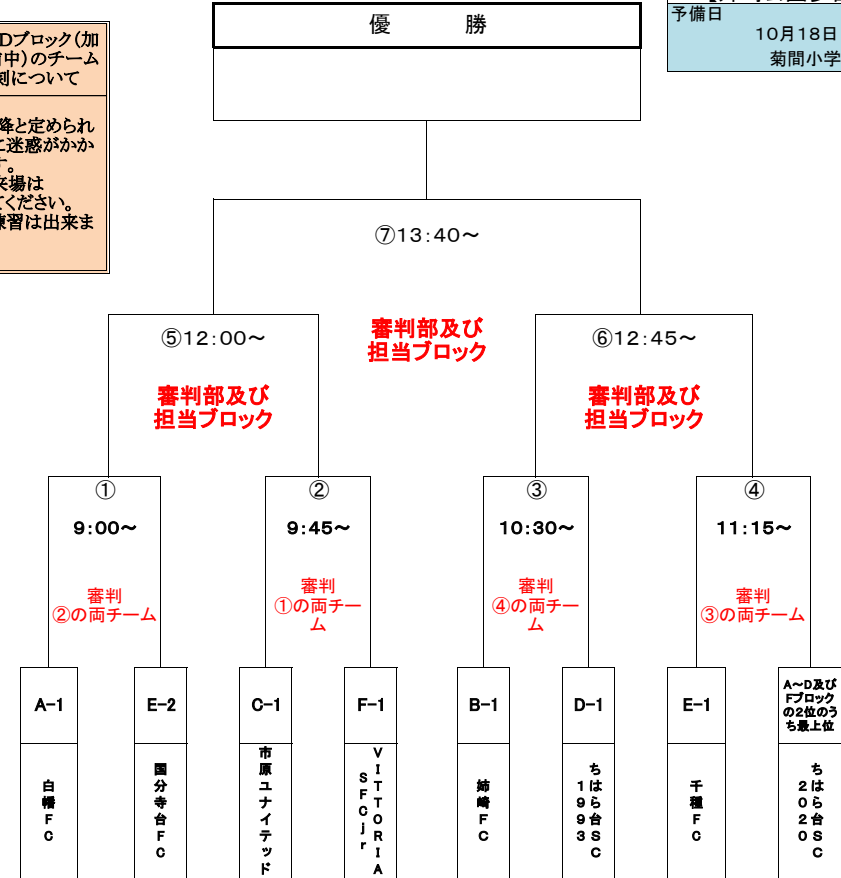 優　勝
予備日
10月18日
菊間小学
Dブロック（加
中）のチーム
刻について
降と定められ
に迷惑がかか
す。
来場は
てください。
練習は出来ま
⑦13:40～
審判部及び
担当ブロック
⑤12:00～
審判部及び
担当ブロック
⑥12:45～
審判部及び
担当ブロック
①
9:00～
審判
②の両チーム
②
9:45～
審判
①の両チー
ム
③
10:30～
審判
④の両チー
ム
④
11:15～
審判
③の両チーム
A-1
E-2
C-1
F-1
B-1
D-1
E-1
A～D及び
Fブロック
の2位のう
ち最上位
白幡FC
国分寺台FC
市原ユナイテッド
VITTORIA
SFCjr
姉崎FC
ちはら台SC
1993
千種FC
ちはら台SC
2020